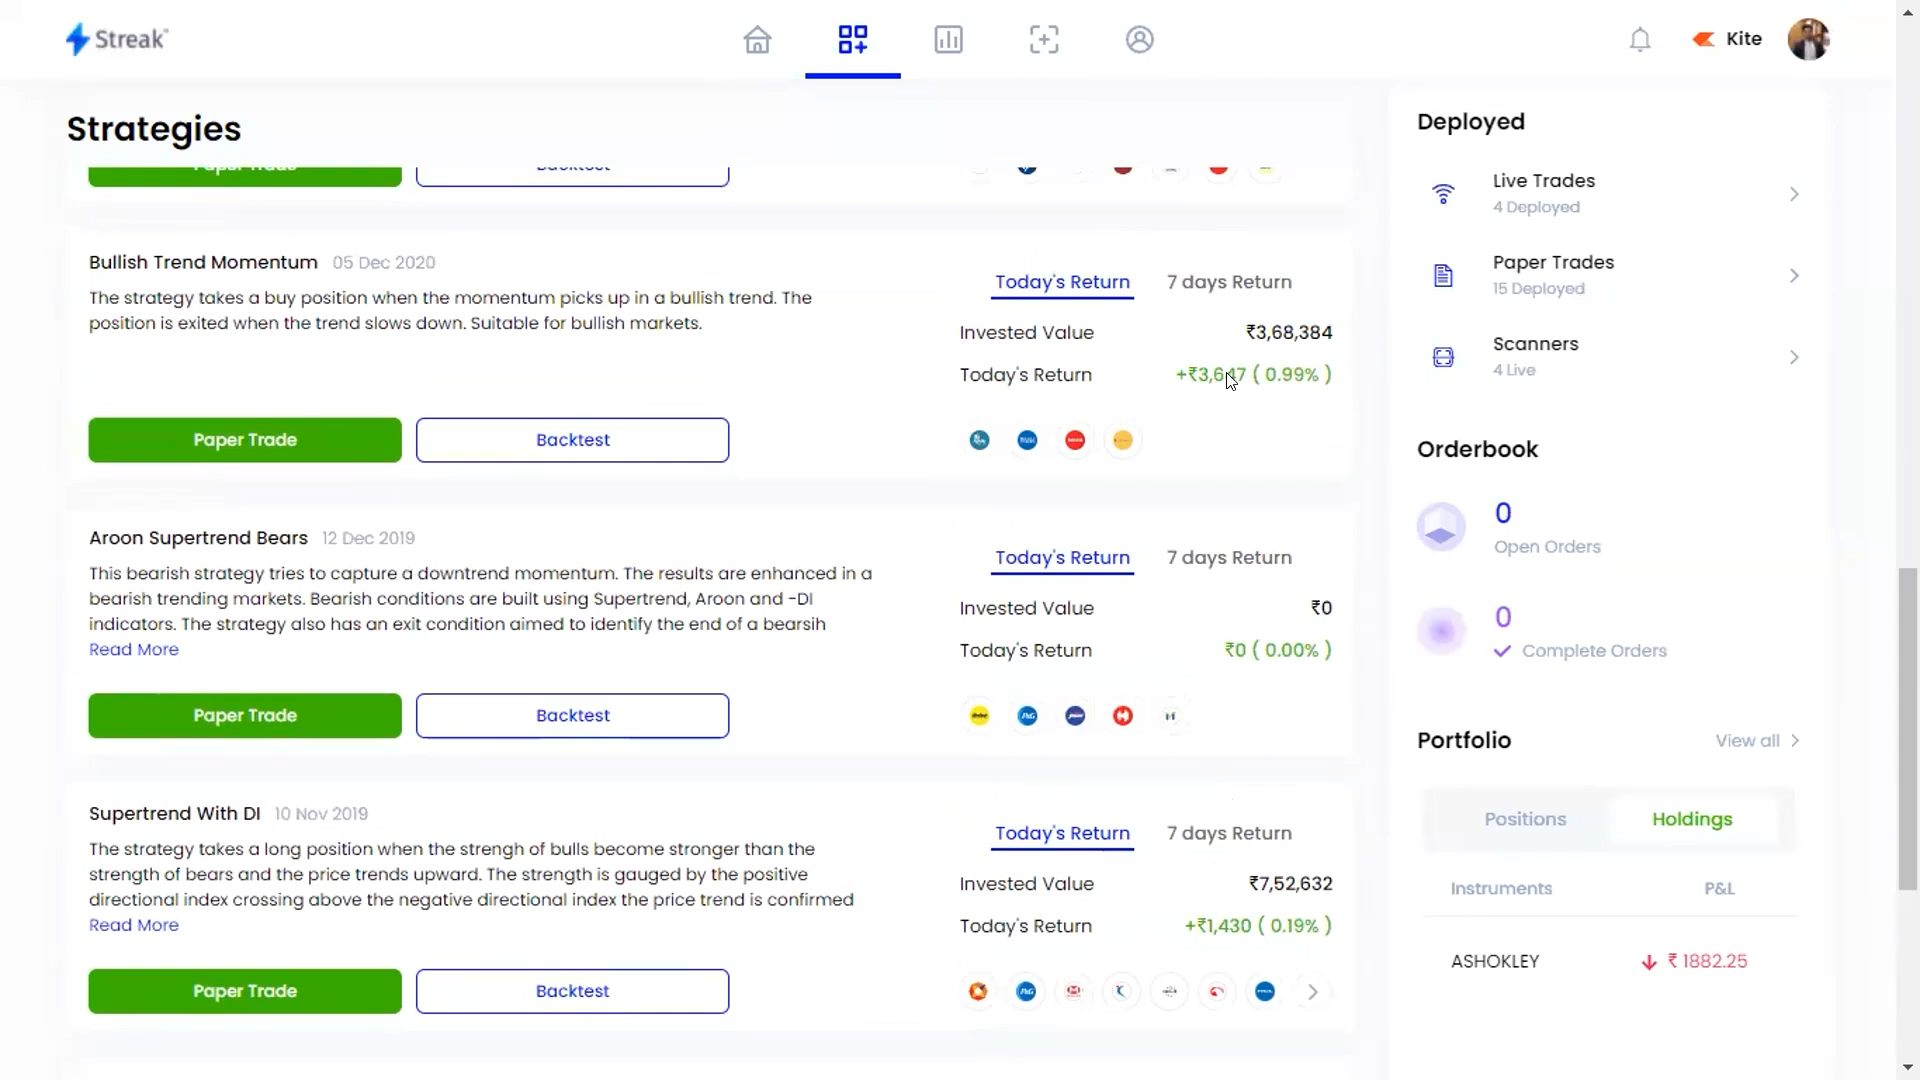 Streak
Kite
Strategies
Paper Trade
Backtest
Bullish Trend Momentum 05 Dec 2020
The strategy takes a buy position when the momentum picks up in a bullish trend. The
position is exited when the trend slows down. Suitable for bullish markets.
Today's Return 7 days Return
Invested Value ₹3,68,384
Today's Return +₹3,647 ( 0.99% )
Paper Trade
Backtest
Aroon Supertrend Bears 12 Dec 2019
This bearish strategy tries to capture a downtrend momentum. The results are enhanced in a
bearish trending markets. Bearish conditions are built using Supertrend, Aroon and -DI
indicators. The strategy also has an exit condition aimed to identify the end of a bearsih
Read More
Today's Return 7 days Return
Invested Value ₹0
Today's Return ₹0 ( 0.00% )
Paper Trade
Backtest
Supertrend With DI 10 Nov 2019
The strategy takes a long position when the strengh of bulls become stronger than the
strength of bears and the price trends upward. The strength is gauged by the positive
directional index crossing above the negative directional index the price trend is confirmed
Read More
Today's Return 7 days Return
Invested Value ₹7,52,632
Today's Return +₹1,430 ( 0.19% )
Paper Trade
Backtest
Deployed
Live Trades
4 Deployed
Paper Trades
15 Deployed
Scanners
4 Live
Orderbook
0
Open Orders
0
Complete Orders
Portfolio View all
Positions Holdings
Instruments P&L
ASHOKLEY ₹ 1882.25